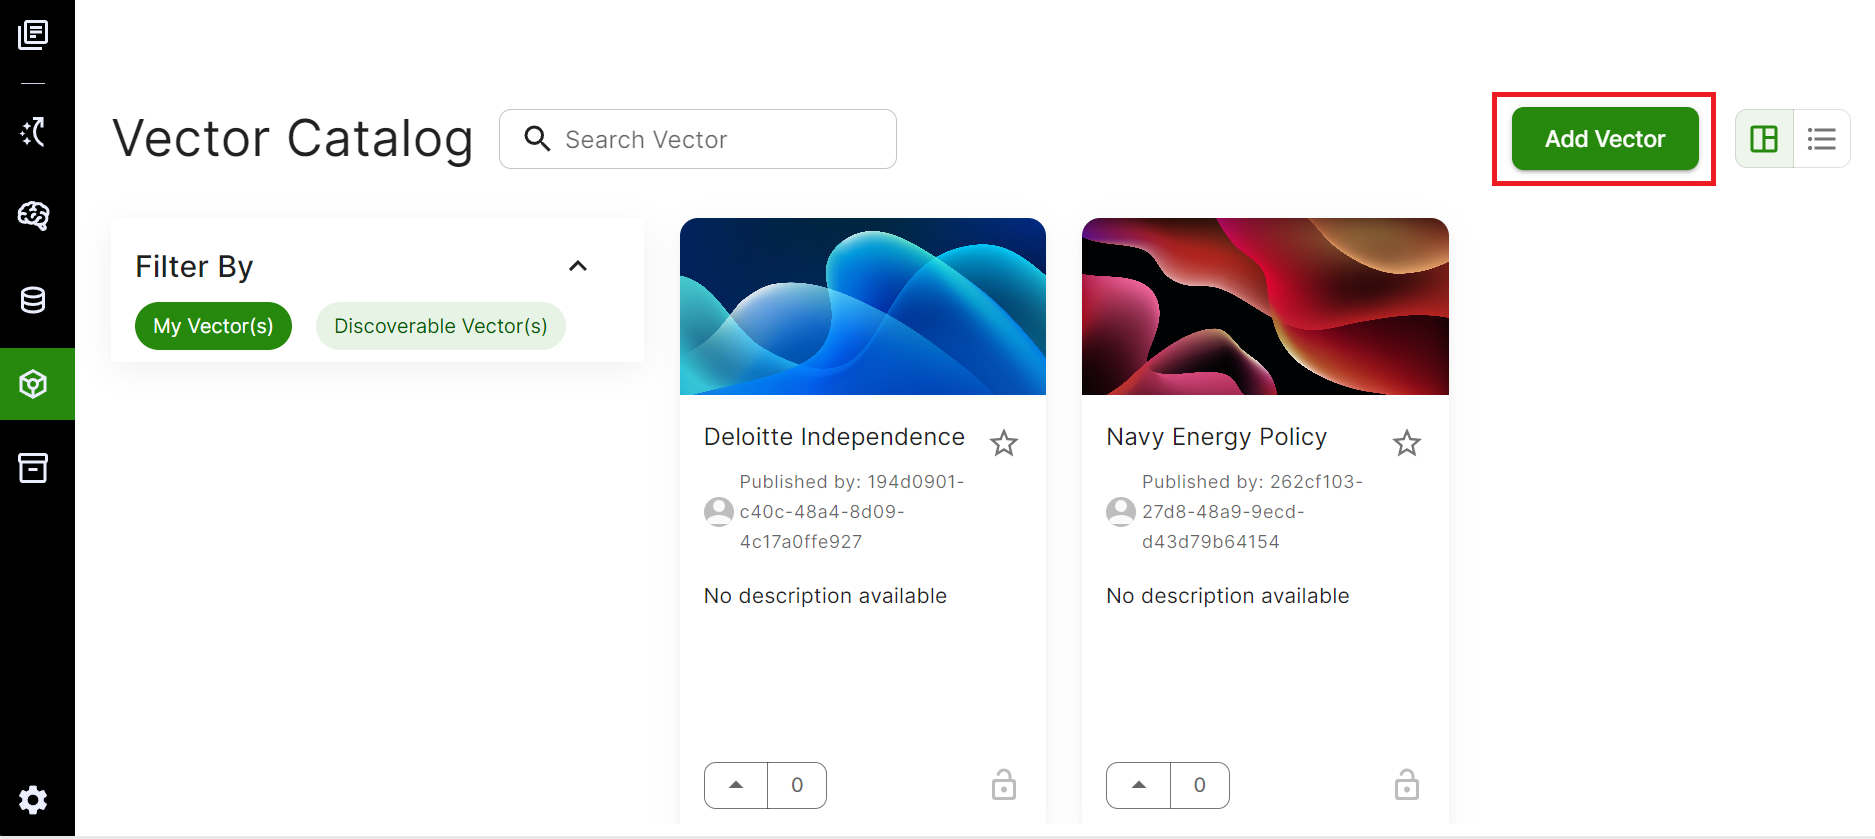 Vector Catalog
Search Vector
Add Vector
Filter By
My Vector(s)
Discoverable Vector(s)
Deloitte Independence
Published by: 194d0901-
c40c-48a4-8d09-
4c17a0ffe927
No description available
0
Navy Energy Policy
Published by: 262cf103-
27d8-48a9-9ecd-
d43d79b64154
No description available
0